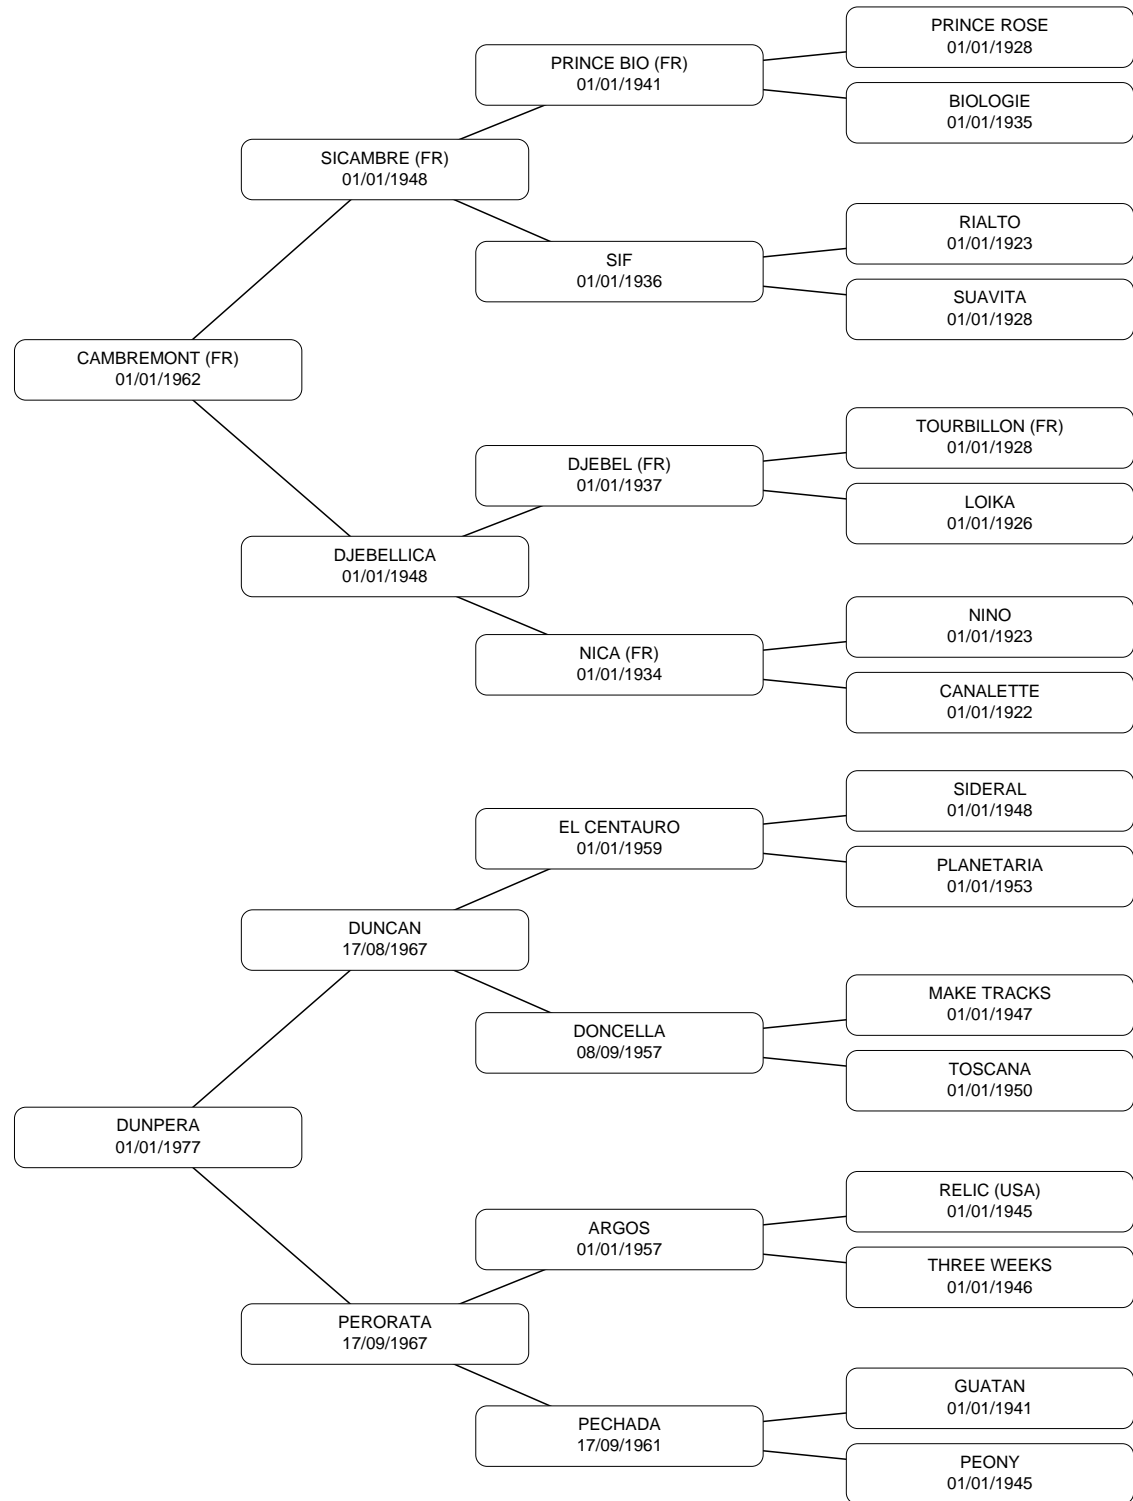 PRINCE ROSE
01/01/1928
PRINCE BIO (FR)
01/01/1941
BIOLOGIE
01/01/1935
SICAMBRE (FR)
01/01/1948
RIALTO
01/01/1923
SIF
01/01/1936
SUAVITA
01/01/1928
CAMBREMONT (FR)
01/01/1962
TOURBILLON (FR)
01/01/1928
DJEBEL (FR)
01/01/1937
LOIKA
01/01/1926
DJEBELLICA
01/01/1948
NINO
01/01/1923
NICA (FR)
01/01/1934
CANALETTE
01/01/1922
SIDERAL
01/01/1948
EL CENTAURO
01/01/1959
PLANETARIA
01/01/1953
DUNCAN
17/08/1967
MAKE TRACKS
01/01/1947
DONCELLA
08/09/1957
TOSCANA
01/01/1950
DUNPERA
01/01/1977
RELIC (USA)
01/01/1945
ARGOS
01/01/1957
THREE WEEKS
01/01/1946
PERORATA
17/09/1967
GUATAN
01/01/1941
PECHADA
17/09/1961
PEONY
01/01/1945